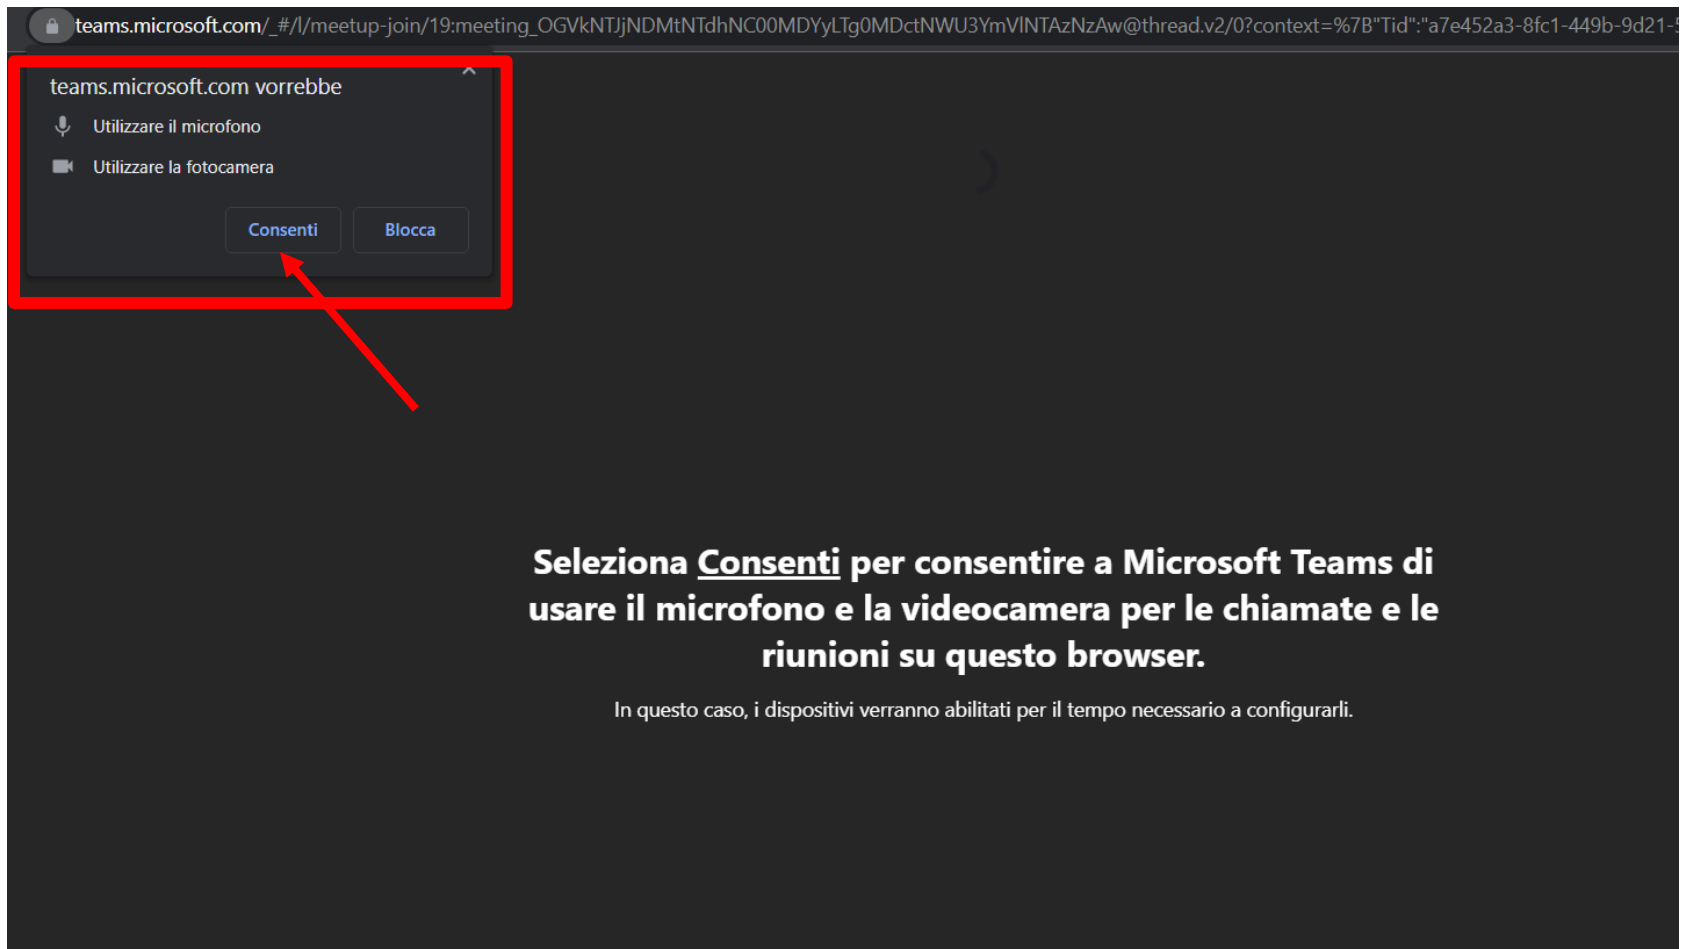 teams.microsoft.com/_#/l/meetup-join/19:meeting_OGVkNTJjNDMtNTdhNC00MDYyLTg0MDctNWU3YmVlNTAzNzAw@thread.v2/0?context=%7B"Tid":"a7e452a3-8fc1-449b-9d21-5
teams.microsoft.com vorrebbe
Utilizzare il microfono
Utilizzare la fotocamera
Consenti Blocca
Seleziona Consenti per consentire a Microsoft Teams di
usare il microfono e la videocamera per le chiamate e le
riunioni su questo browser.
In questo caso, i dispositivi verranno abilitati per il tempo necessario a configurarli.